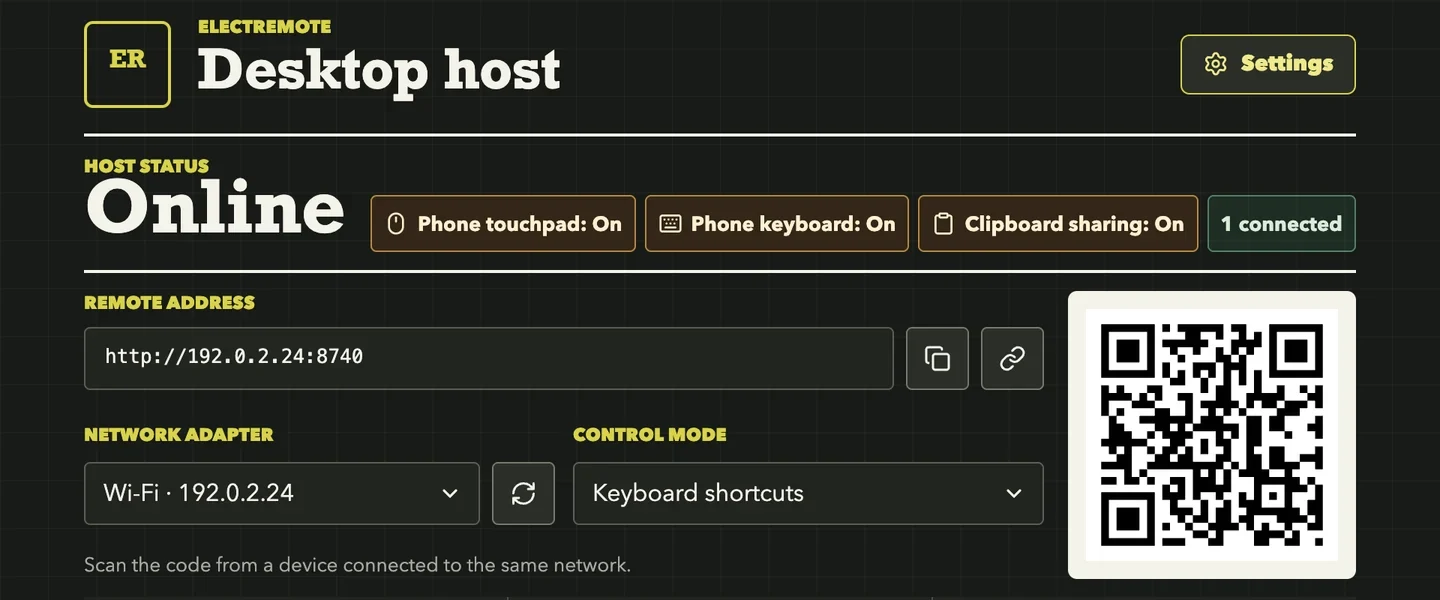 ER
ELECTREMOTE
Desktop host
Settings
HOST STATUS
Online
Phone touchpad: On
Phone keyboard: On
Clipboard sharing: On
1 connected
REMOTE ADDRESS
http://192.0.2.24:8740
NETWORK ADAPTER
CONTROL MODE
Wi-Fi · 192.0.2.24
Keyboard shortcuts
Scan the code from a device connected to the same network.